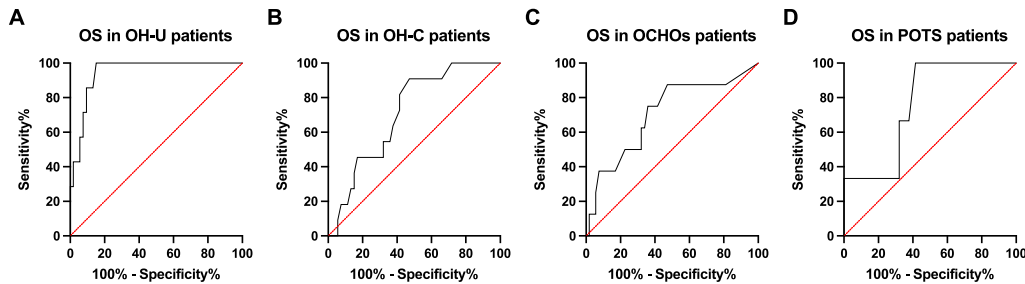 A
OS in OH-U patients
100
80
60
40
20
0
Sensitivity%
0 20 40 60 80 100
100% - Specificity%
B
OS in OH-C patients
100
80
60
40
20
0
Sensitivity%
0 20 40 60 80 100
100% - Specificity%
C
OS in OCHOs patients
100
80
60
40
20
0
Sensitivity%
0 20 40 60 80 100
100% - Specificity%
D
OS in POTS patients
100
80
60
40
20
0
Sensitivity%
0 20 40 60 80 100
100% - Specificity%